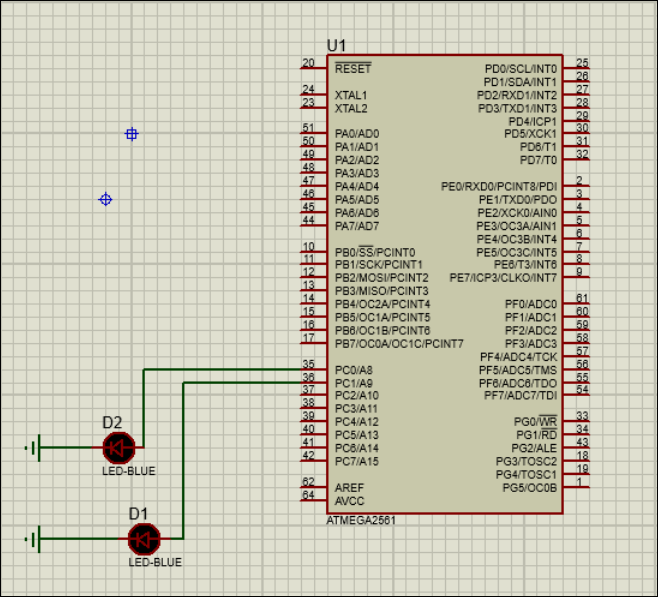 U1
20 RESET PD0/SCL/INT0 25
PD1/SDA/INT1 26
24 XTAL1 PD2/RXD1/INT2 27
23 XTAL2 PD3/TXD1/INT3 28
PD4/ICP1 29
51 PA0/AD0 PD5/XCK1 30
50 PA1/AD1 PD6/T1 31
49 PA2/AD2 PD7/T0 32
48 PA3/AD3
47 PA4/AD4 PE0/RXD0/PCINT8/PDI 2
46 PA5/AD5 PE1/TXD0/PDO 3
45 PA6/AD6 PE2/XCK0/AIN0 4
44 PA7/AD7 PE3/OC3A/AIN1 5
PE4/OC3B/INT4 6
10 PB0/SS/PCINT0 PE5/OC3C/INT5 7
11 PB1/SCK/PCINT1 PE6/T3/INT6 8
12 PB2/MOSI/PCINT2 PE7/ICP3/CLKO/INT7 9
13 PB3/MISO/PCINT3
14 PB4/OC2A/PCINT4 PF0/ADC0 61
15 PB5/OC1A/PCINT5 PF1/ADC1 60
16 PB6/OC1B/PCINT6 PF2/ADC2 59
17 PB7/OC0A/OC1C/PCINT7 PF3/ADC3 58
PF4/ADC4/TCK 57
35 PC0/A8 PF5/ADC5/TMS 56
36 PC1/A9 PF6/ADC6/TDO 55
37 PC2/A10 PF7/ADC7/TDI 54
38 PC3/A11
39 PC4/A12 PG0/WR 33
40 PC5/A13 PG1/RD 34
41 PC6/A14 PG2/ALE 43
42 PC7/A15 PG3/TOSC2 18
PG4/TOSC1 19
62 AREF PG5/OC0B 1
64 AVCC
ATMEGA2561
D2
LED-BLUE
D1
LED-BLUE